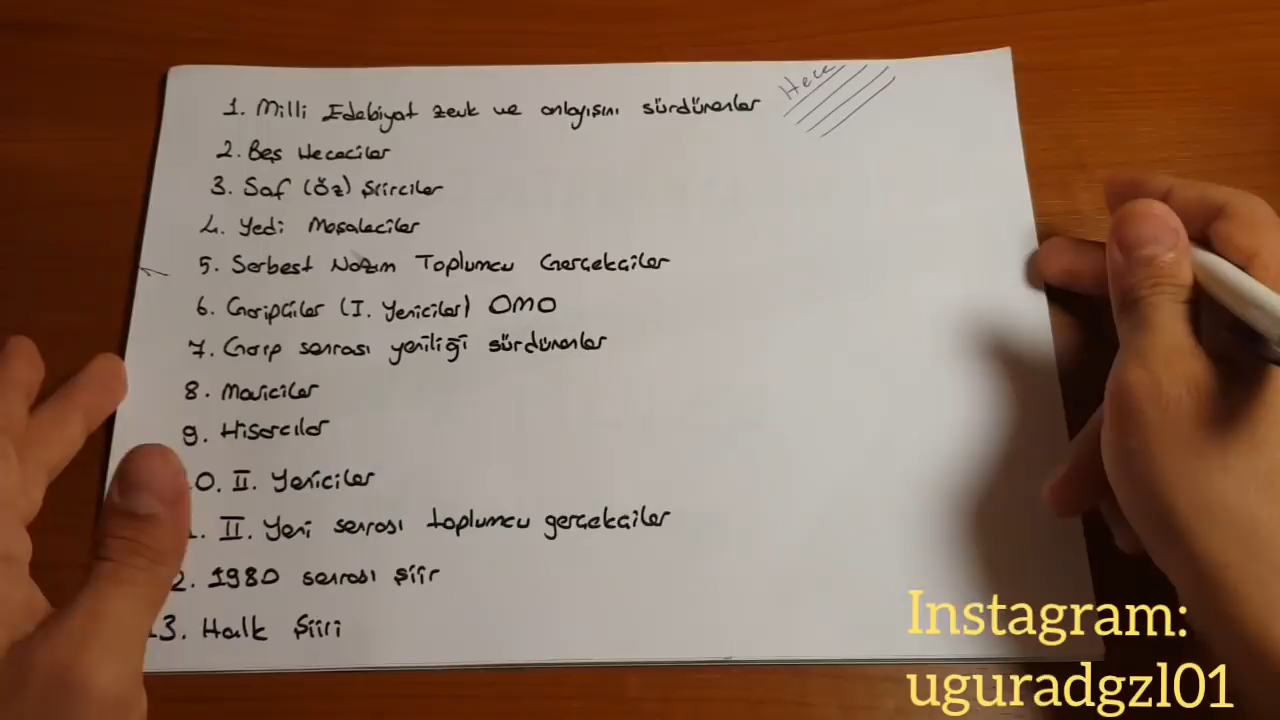 Hece
1. Milli Edebiyat zevk ve anlayışını sürdürenler
2. Beş Hececiler
3. Saf (Öz) Şiirciler
4. Yedi Meşaleciler
5. Serbest Nazım Toplumcu Gerçekçiler
6. Garipçiler (I. Yeniciler) OMO
7. Garip sonrası yeniliği sürdürenler
8. Maviciler
9. Hisarcılar
0. II. Yeniciler
1. II. Yeni sonrası toplumcu gerçekçiler
2. 1980 sonrası şiir
13. Halk Şiiri
Instagram:
uguradgzl01